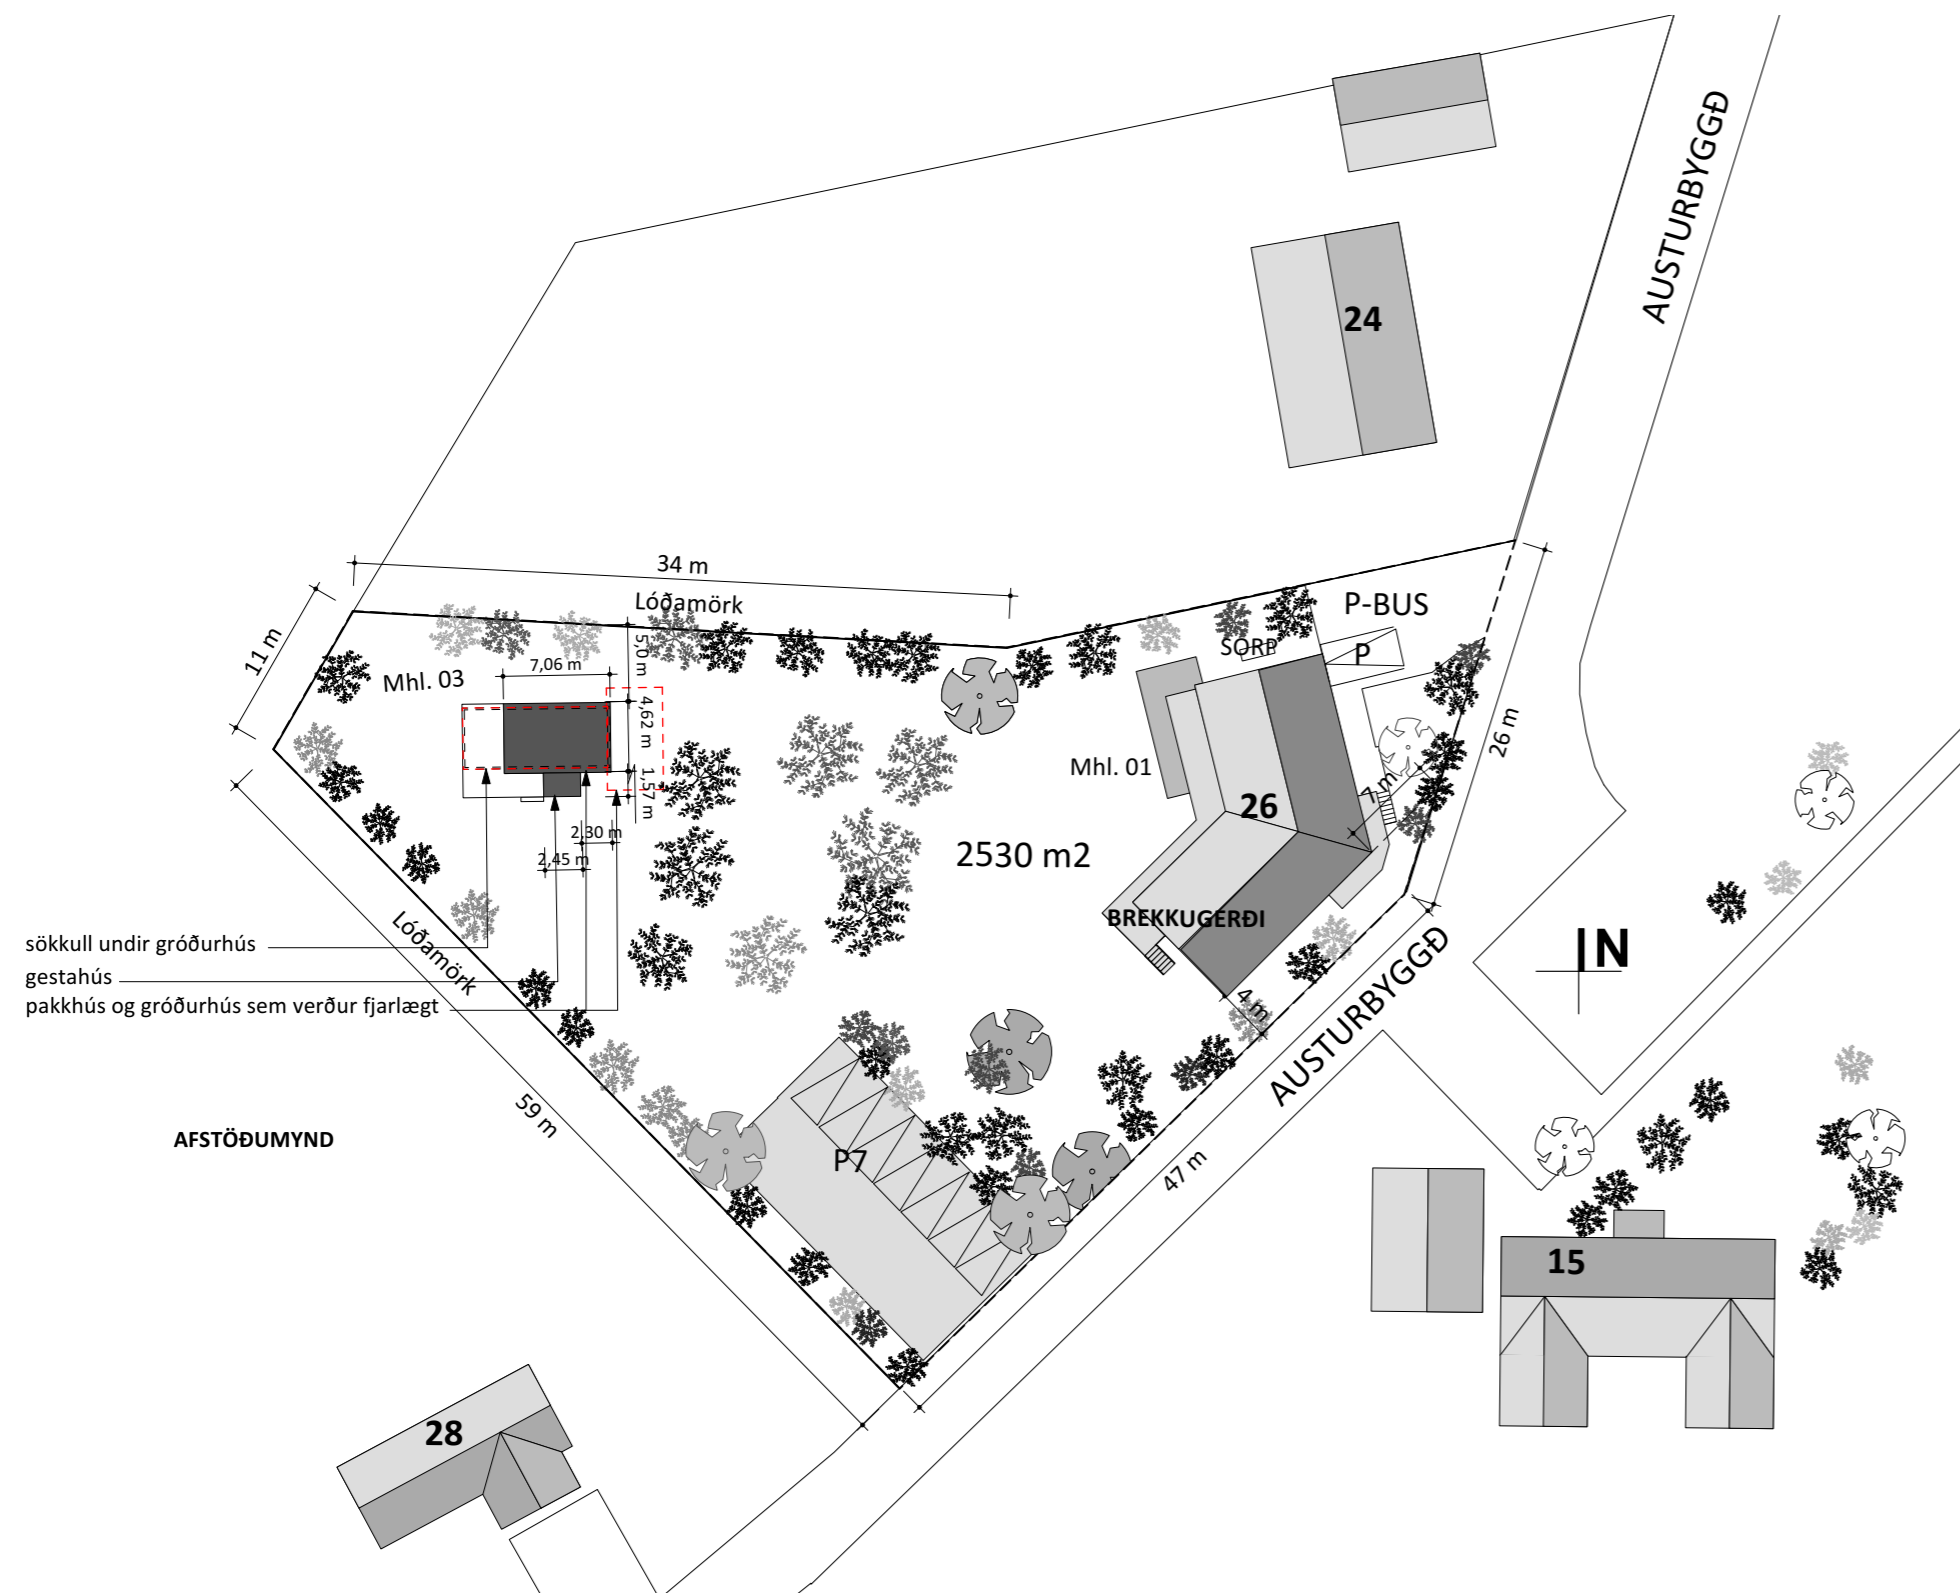 AUSTURBYGGÐ
24
34 m
Lóðamörk
11 m
5,0 m
7,06 m
Mhl. 03
4,62 m
1,57 m
2,30 m
2,45 m
P-BUS
SORP
P
26 m
7 m
Mhl. 01
26
2530 m2
BREKKUGERÐI
4 m
AUSTURBYGGÐ
N
sökkull undir gróðurhús
gestahús
pakkhús og gróðurhús sem verður fjarlægt
Lóðamörk
59 m
AFSTÖÐUMYND
P7
47 m
15
28